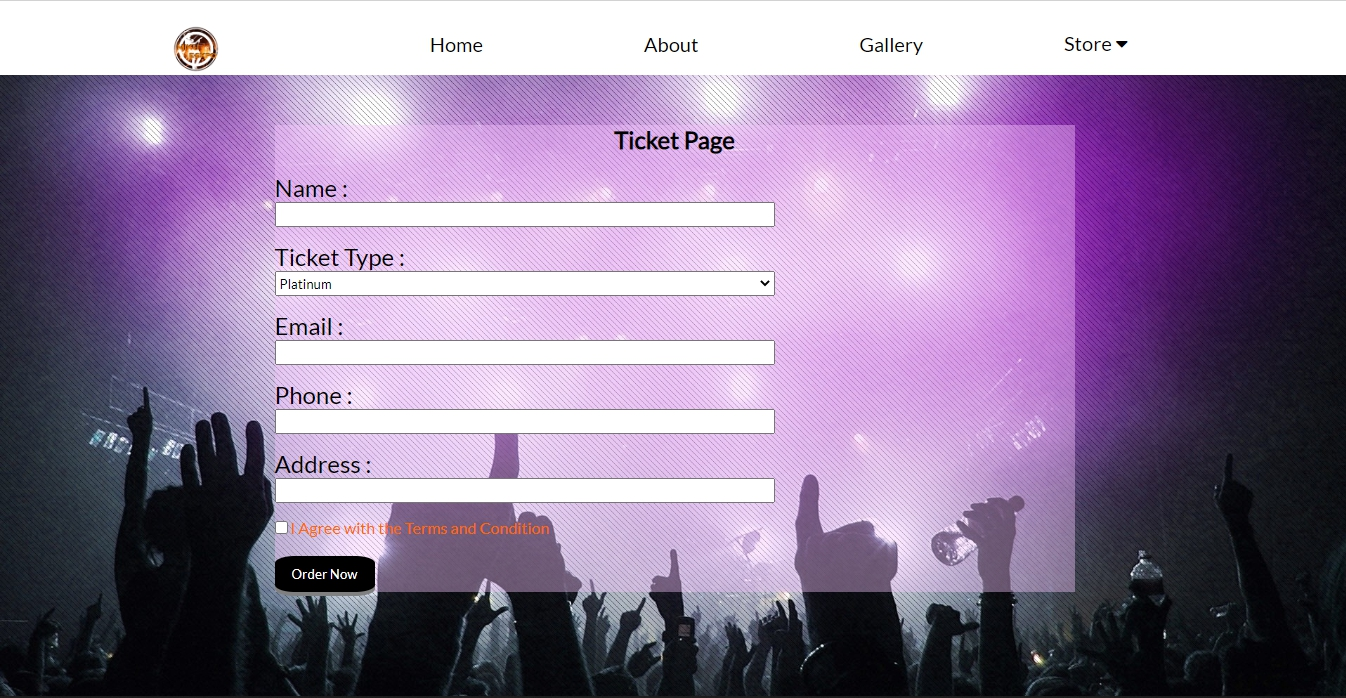 Home
About
Gallery
Store
Ticket Page
Name :
Ticket Type :
Platinum
Email :
Phone :
Address :
I Agree with the Terms and Condition
Order Now